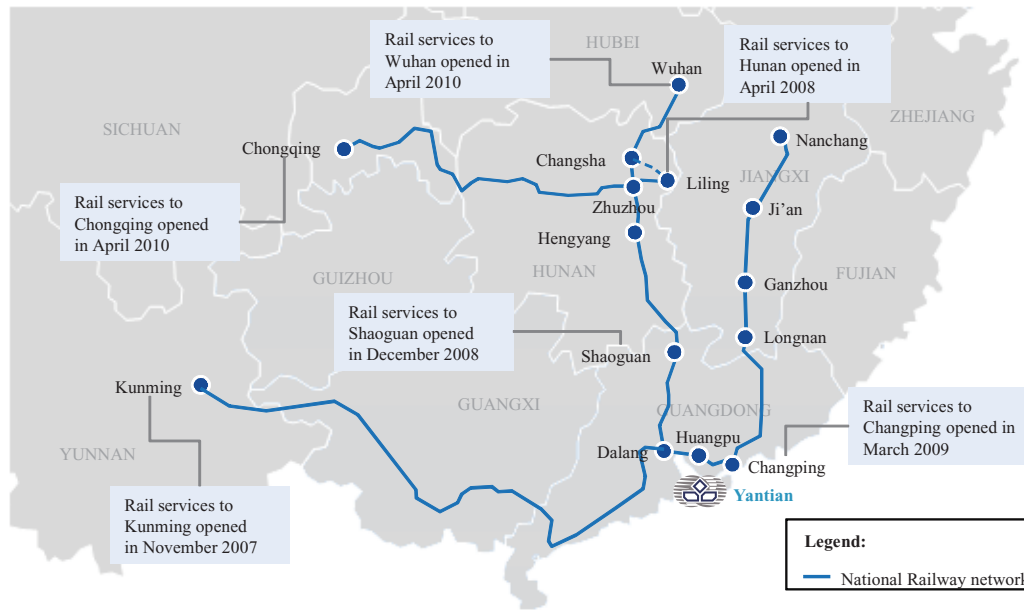 Rail services to
Wuhan opened in
April 2010
HUBEI
Rail services to
Hunan opened in
April 2008
Wuhan
ZHEJIANG
SICHUAN
Chongqing
Nanchang
Changsha
JIANGXI
Liling
Zhuzhou
Ji'an
Rail services to
Chongqing opened
in April 2010
Hengyang
GUIZHOU
HUNAN
FUJIAN
Ganzhou
Rail services to
Shaoguan opened
in December 2008
Longnan
Shaoguan
Kunming
GUANGXI
GUANGDONG
Rail services to
Changping opened in
March 2009
Huangpu
Dalang
YUNNAN
Changping
Yantian
Rail services to
Kunming opened
in November 2007
Legend:
National Railway network